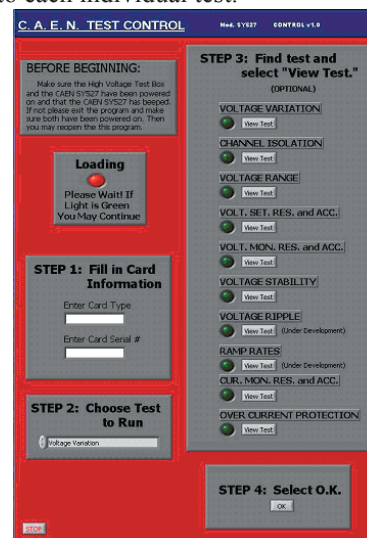 to each individual test.
C. A. E. N. TEST CONTROL
Mod. SY527
CONTROL v1.0
BEFORE BEGINNING:
Make sure the High Voltage Test Box
and the CAEN SY527 have been powered
on and that the CAEN SY527 has beeped.
If not please exit the program and make
sure both have been powered on. Then
you may reopen the this program.
Loading
Please Wait! If
Light is Green
You May Continue
STEP 1: Fill in Card
Information
Enter Card Type
Enter Card Serial #
STEP 2: Choose Test
to Run
Voltage Variation
STOP
STEP 3: Find test and
select "View Test."
(OPTIONAL)
VOLTAGE VARIATION
View Test
CHANNEL ISOLATION
View Test
VOLTAGE RANGE
View Test
VOLT. SET. RES. and ACC.
View Test
VOLT. MON. RES. and ACC.
View Test
VOLTAGE STABILITY
View Test
VOLTAGE RIPPLE
View Test (Under Development)
RAMP RATES
View Test (Under Development)
CUR. MON. RES. and ACC.
View Test
OVER CURRENT PROTECTION
View Test
STEP 4: Select O.K.
OK